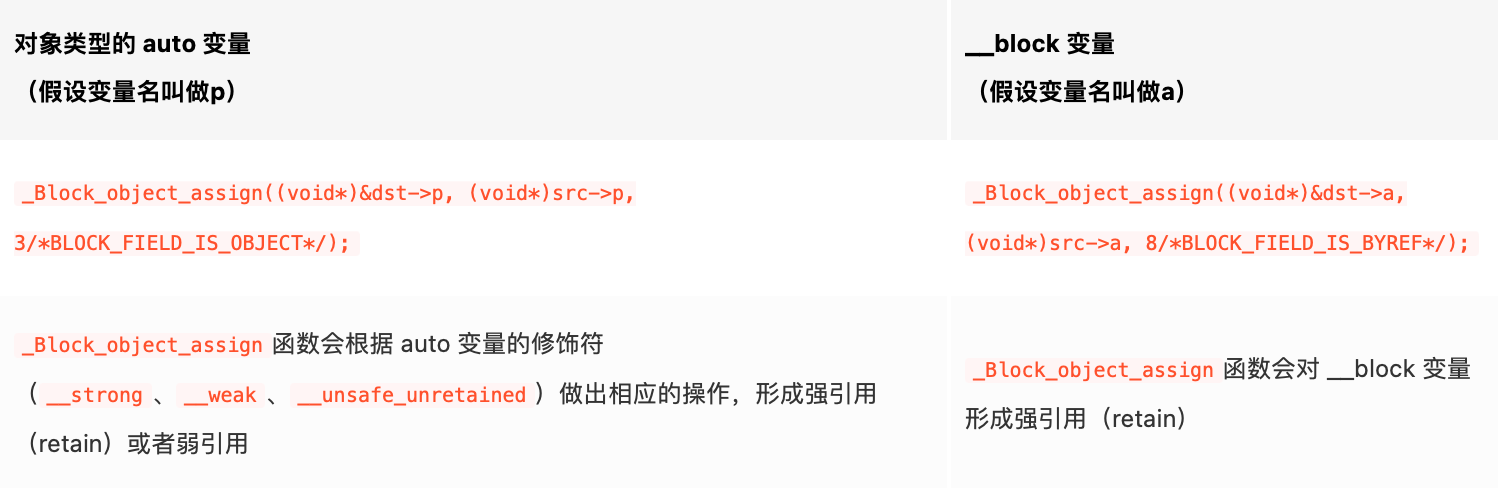 对象类型的 auto 变量
（假设变量名叫做p）
__block 变量
（假设变量名叫做a）
_Block_object_assign((void*)&dst->p, (void*)src->p,
3/*BLOCK_FIELD_IS_OBJECT*/);
_Block_object_assign((void*)&dst->a,
(void*)src->a, 8/*BLOCK_FIELD_IS_BYREF*/);
_Block_object_assign 函数会根据 auto 变量的修饰符
（__strong 、__weak 、__unsafe_unretained ）做出相应的操作，形成强引用
（retain）或者弱引用
_Block_object_assign 函数会对 __block 变量
形成强引用（retain）